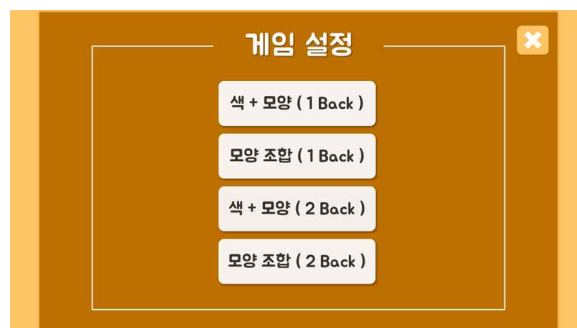 게임 설정
색 + 모양 ( 1 Back )
모양 조합 ( 1 Back )
색 + 모양 ( 2 Back )
모양 조합 ( 2 Back )